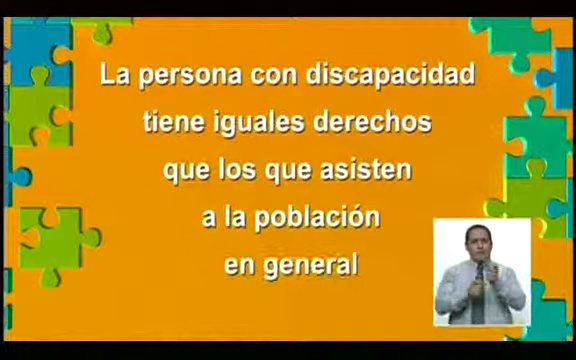 La persona con discapacidad
tiene iguales derechos
que los que asisten
a la población
en general